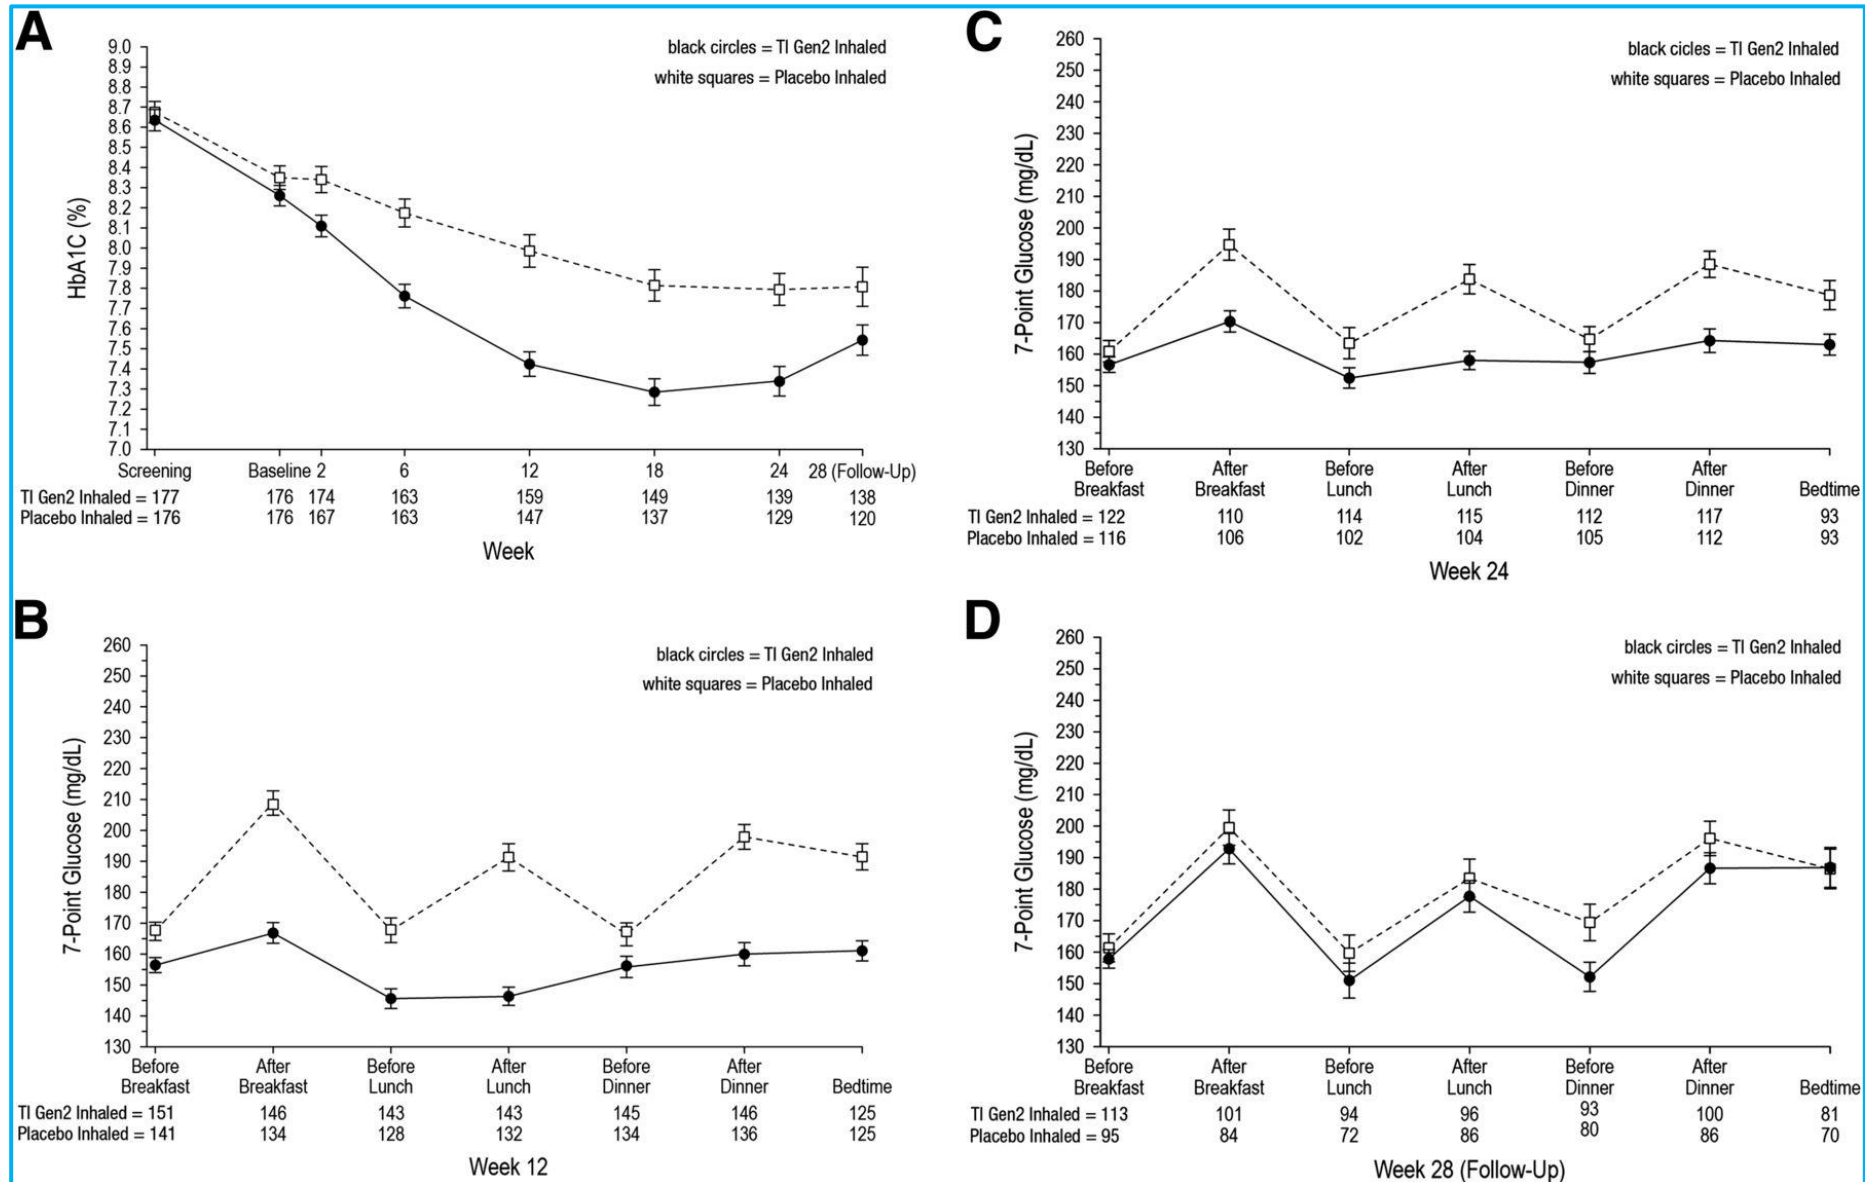 A
black circles = TI Gen2 Inhaled
white squares = Placebo Inhaled
HbA1C (%)
9.0
8.9
8.8
8.7
8.6
8.5
8.4
8.3
8.2
8.1
8.0
7.9
7.8
7.7
7.6
7.5
7.4
7.3
7.2
7.1
7.0
Screening Baseline 2 6 12 18 24 28 (Follow-Up)
TI Gen2 Inhaled = 177 176 174 163 159 149 139 138
Placebo Inhaled = 176 176 167 163 147 137 129 120
Week
B
black circles = TI Gen2 Inhaled
white squares = Placebo Inhaled
7-Point Glucose (mg/dL)
260
250
240
230
220
210
200
190
180
170
160
150
140
130
Before After Before After Before After
Breakfast Breakfast Lunch Lunch Dinner Dinner Bedtime
TI Gen2 Inhaled = 151 146 143 143 145 146 125
Placebo Inhaled = 141 134 128 132 134 136 125
Week 12
C
black cicles = TI Gen2 Inhaled
white squares = Placebo Inhaled
7-Point Glucose (mg/dL)
260
250
240
230
220
210
200
190
180
170
160
150
140
130
Before After Before After Before After
Breakfast Breakfast Lunch Lunch Dinner Dinner Bedtime
TI Gen2 Inhaled = 122 110 114 115 112 117 93
Placebo Inhaled = 116 106 102 104 105 112 93
Week 24
D
black circles = TI Gen2 Inhaled
white squares = Placebo Inhaled
7-Point Glucose (mg/dL)
260
250
240
230
220
210
200
190
180
170
160
150
140
130
Before After Before After Before After
Breakfast Breakfast Lunch Lunch Dinner Dinner Bedtime
TI Gen2 Inhaled = 113 101 94 96 93 100 81
Placebo Inhaled = 95 84 72 86 80 86 70
Week 28 (Follow-Up)